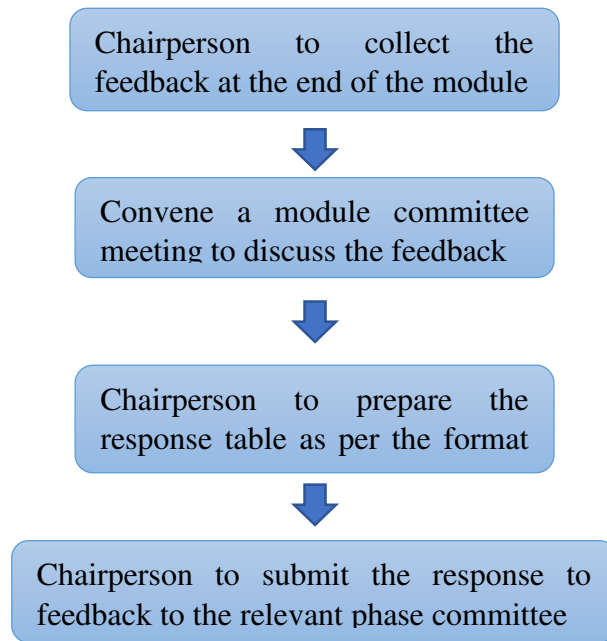 Chairperson to collect the
feedback at the end of the module
Convene a module committee
meeting to discuss the feedback
Chairperson to prepare the
response table as per the format
Chairperson to submit the response to
feedback to the relevant phase committee